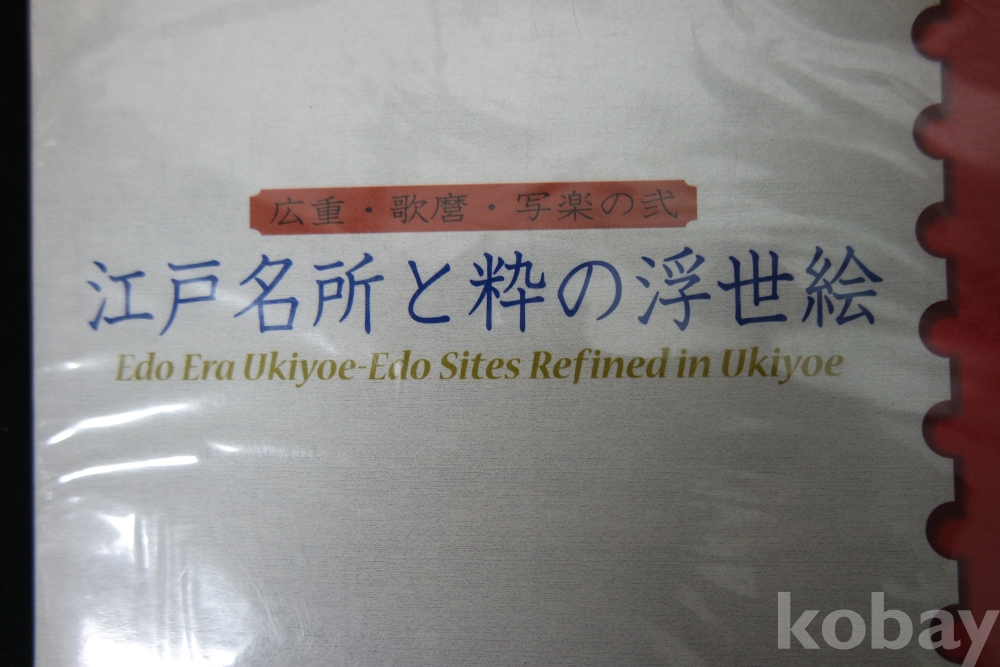 広重・歌麿・写楽の弐
江戸名所と粋の浮世絵
Edo Era Ukiyoe-Edo Sites Refined in Ukiyoe
kobay